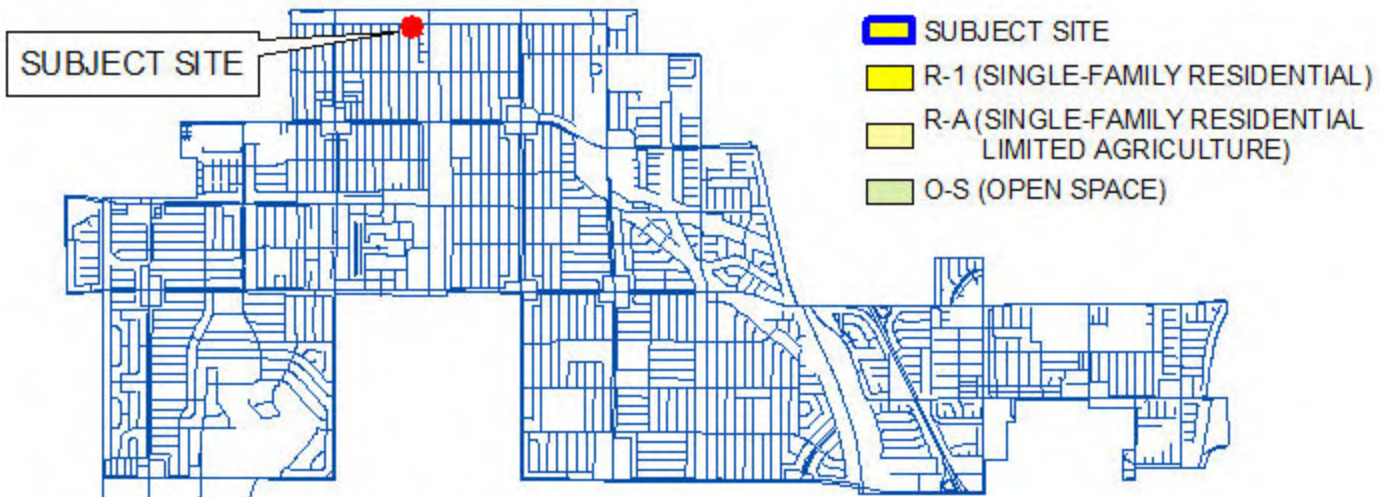 SUBJECT SITE
SUBJECT SITE
R-1 (SINGLE-FAMILY RESIDENTIAL)
R-A (SINGLE-FAMILY RESIDENTIAL
LIMITED AGRICULTURE)
O-S (OPEN SPACE)